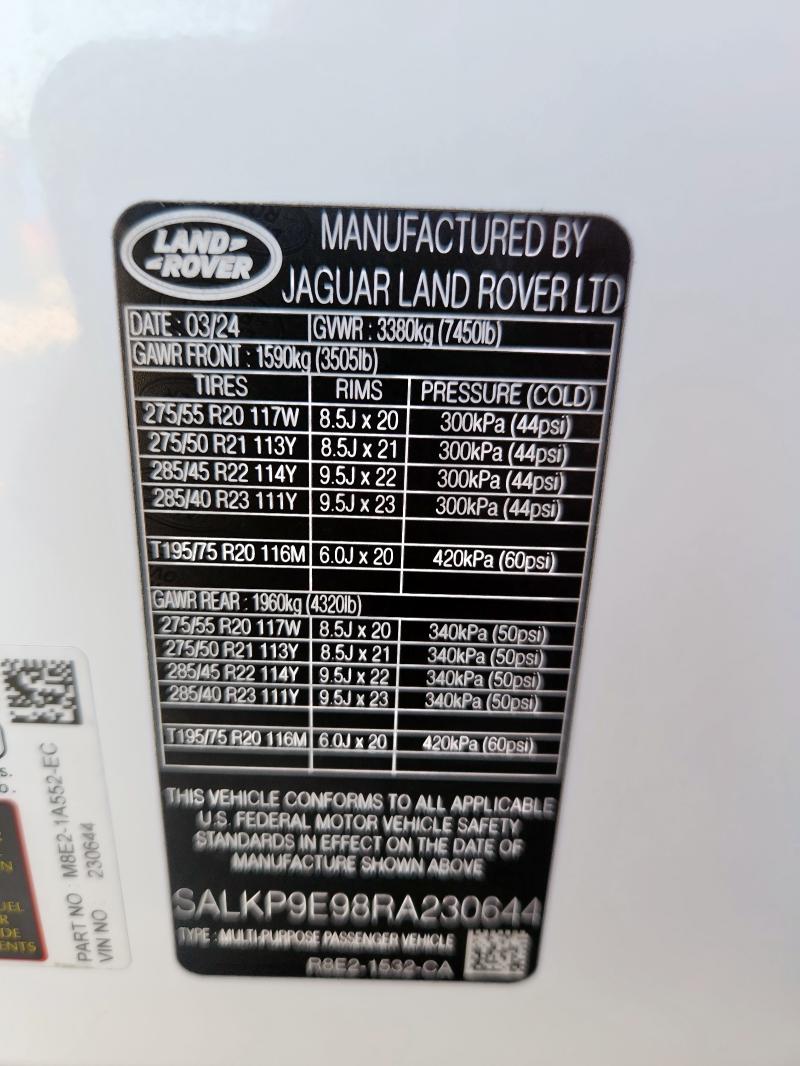 LAND ROVER
MANUFACTURED BY
JAGUAR LAND ROVER LTD
DATE : 03/24 GVWR : 3380kg (7450lb)
GAWR FRONT : 1590kg (3505lb)
TIRES RIMS PRESSURE (COLD)
275/55 R20 117W 8.5J x 20 300kPa (44psi)
275/50 R21 113Y 8.5J x 21 300kPa (44psi)
285/45 R22 114Y 9.5J x 22 300kPa (44psi)
285/40 R23 111Y 9.5J x 23 300kPa (44psi)
T195/75 R20 116M 6.0J x 20 420kPa (60psi)
GAWR REAR : 1960kg (4320lb)
275/55 R20 117W 8.5J x 20 340kPa (50psi)
275/50 R21 113Y 8.5J x 21 340kPa (50psi)
285/45 R22 114Y 9.5J x 22 340kPa (50psi)
285/40 R23 111Y 9.5J x 23 340kPa (50psi)
T195/75 R20 116M 6.0J x 20 420kPa (60psi)
THIS VEHICLE CONFORMS TO ALL APPLICABLE
U.S. FEDERAL MOTOR VEHICLE SAFETY
STANDARDS IN EFFECT ON THE DATE OF
MANUFACTURE SHOWN ABOVE
SALKP9E98RA230644
TYPE : MULTI-PURPOSE PASSENGER VEHICLE
R8E2-1532-CA
PART NO : M8E2-1A552-EC
VIN NO : 230644